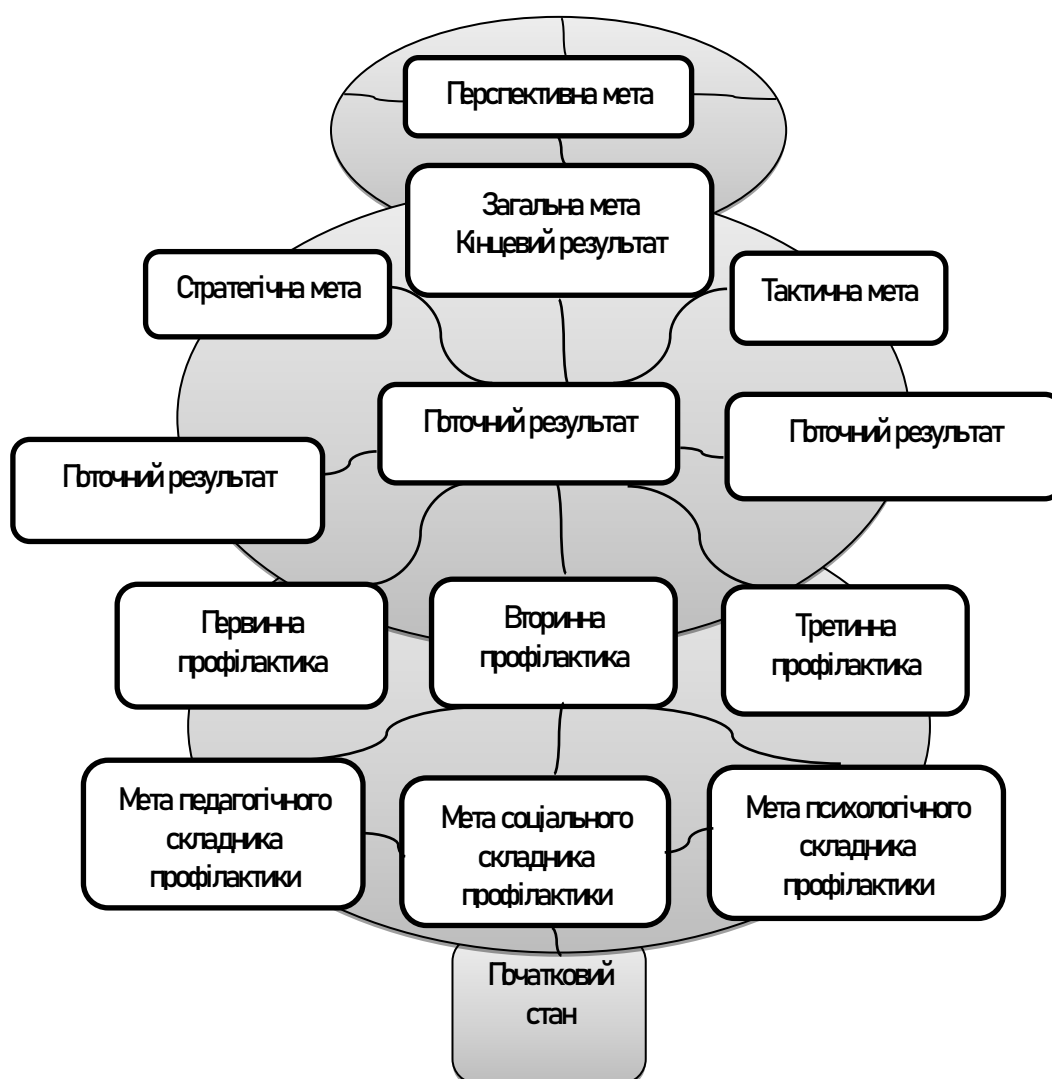 Перспективна мета
Загальна мета
Кінцевий результат
Стратегічна мета
Тактична мета
Поточний результат
Поточний результат
Поточний результат
Первинна
профілактика
Вторинна
профілактика
Третинна
профілактика
Мета педагогічного
складника
профілактики
Мета соціального
складника
профілактики
Мета психологічного
складника
профілактики
Початковий
стан